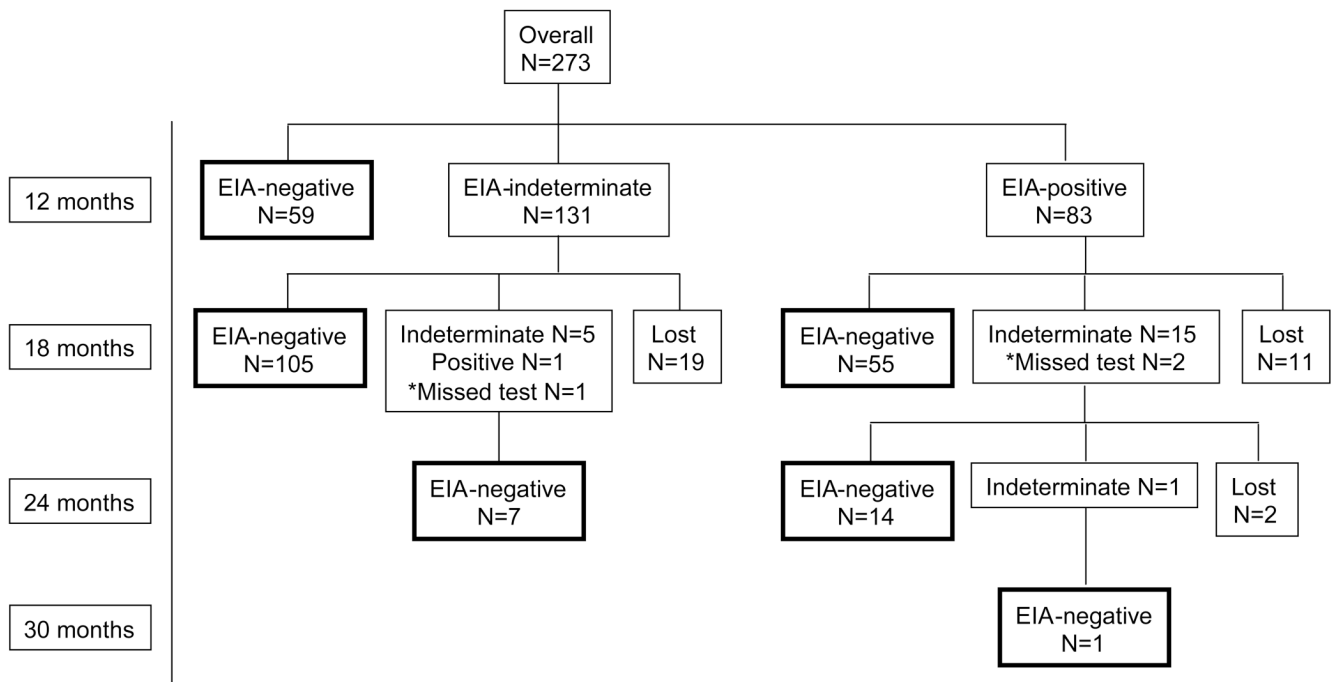 Overall
N=273
12 months
EIA-negative
N=59
EIA-indeterminate
N=131
EIA-positive
N=83
18 months
EIA-negative
N=105
Indeterminate N=5
Positive N=1
*Missed test N=1
Lost
N=19
EIA-negative
N=55
Indeterminate N=15
*Missed test N=2
Lost
N=11
24 months
EIA-negative
N=7
EIA-negative
N=14
Indeterminate N=1
Lost
N=2
30 months
EIA-negative
N=1